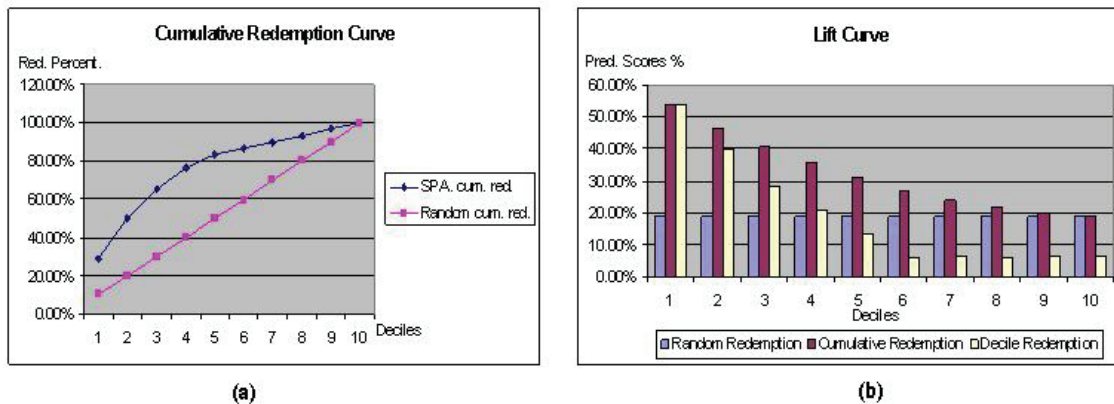 Cumulative Redemption Curve
Red. Percent.
120.00%
100.00%
80.00%
60.00%
40.00%
20.00%
0.00%
1 2 3 4 5 6 7 8 9 10
Deciles
SPA. cum. red.
Random cum. red.
(a)
Lift Curve
Pred. Scores %
60.00%
50.00%
40.00%
30.00%
20.00%
10.00%
0.00%
1 2 3 4 5 6 7 8 9 10
Deciles
Random Redemption Cumulative Redemption Decile Redemption
(b)